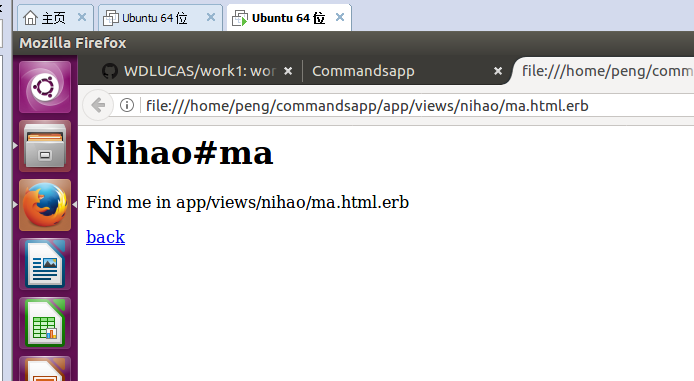 主页 Ubuntu 64 位 Ubuntu 64 位
Mozilla Firefox
WDLUCAS/work1: wor Commandsapp file:///home/peng/comm
file:///home/peng/commandsapp/app/views/nihao/ma.html.erb
Nihao#ma
Find me in app/views/nihao/ma.html.erb
back